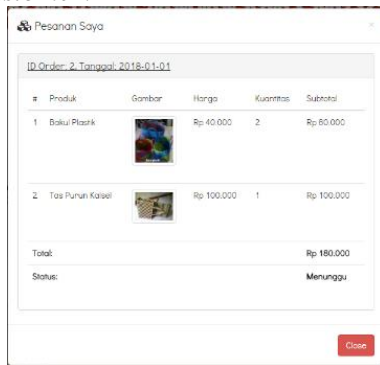 Pesanan Saya
×
ID Order: 2, Tanggal: 2018-01-01
# Produk Gambar Harga Kuantitas Subtotal
1 Bakul Plastik Rp 40.000 2 Rp 80.000
2 Tas Purun Kalsel Rp 100.000 1 Rp 100.000
Total: Rp 180.000
Status: Menunggu
Close